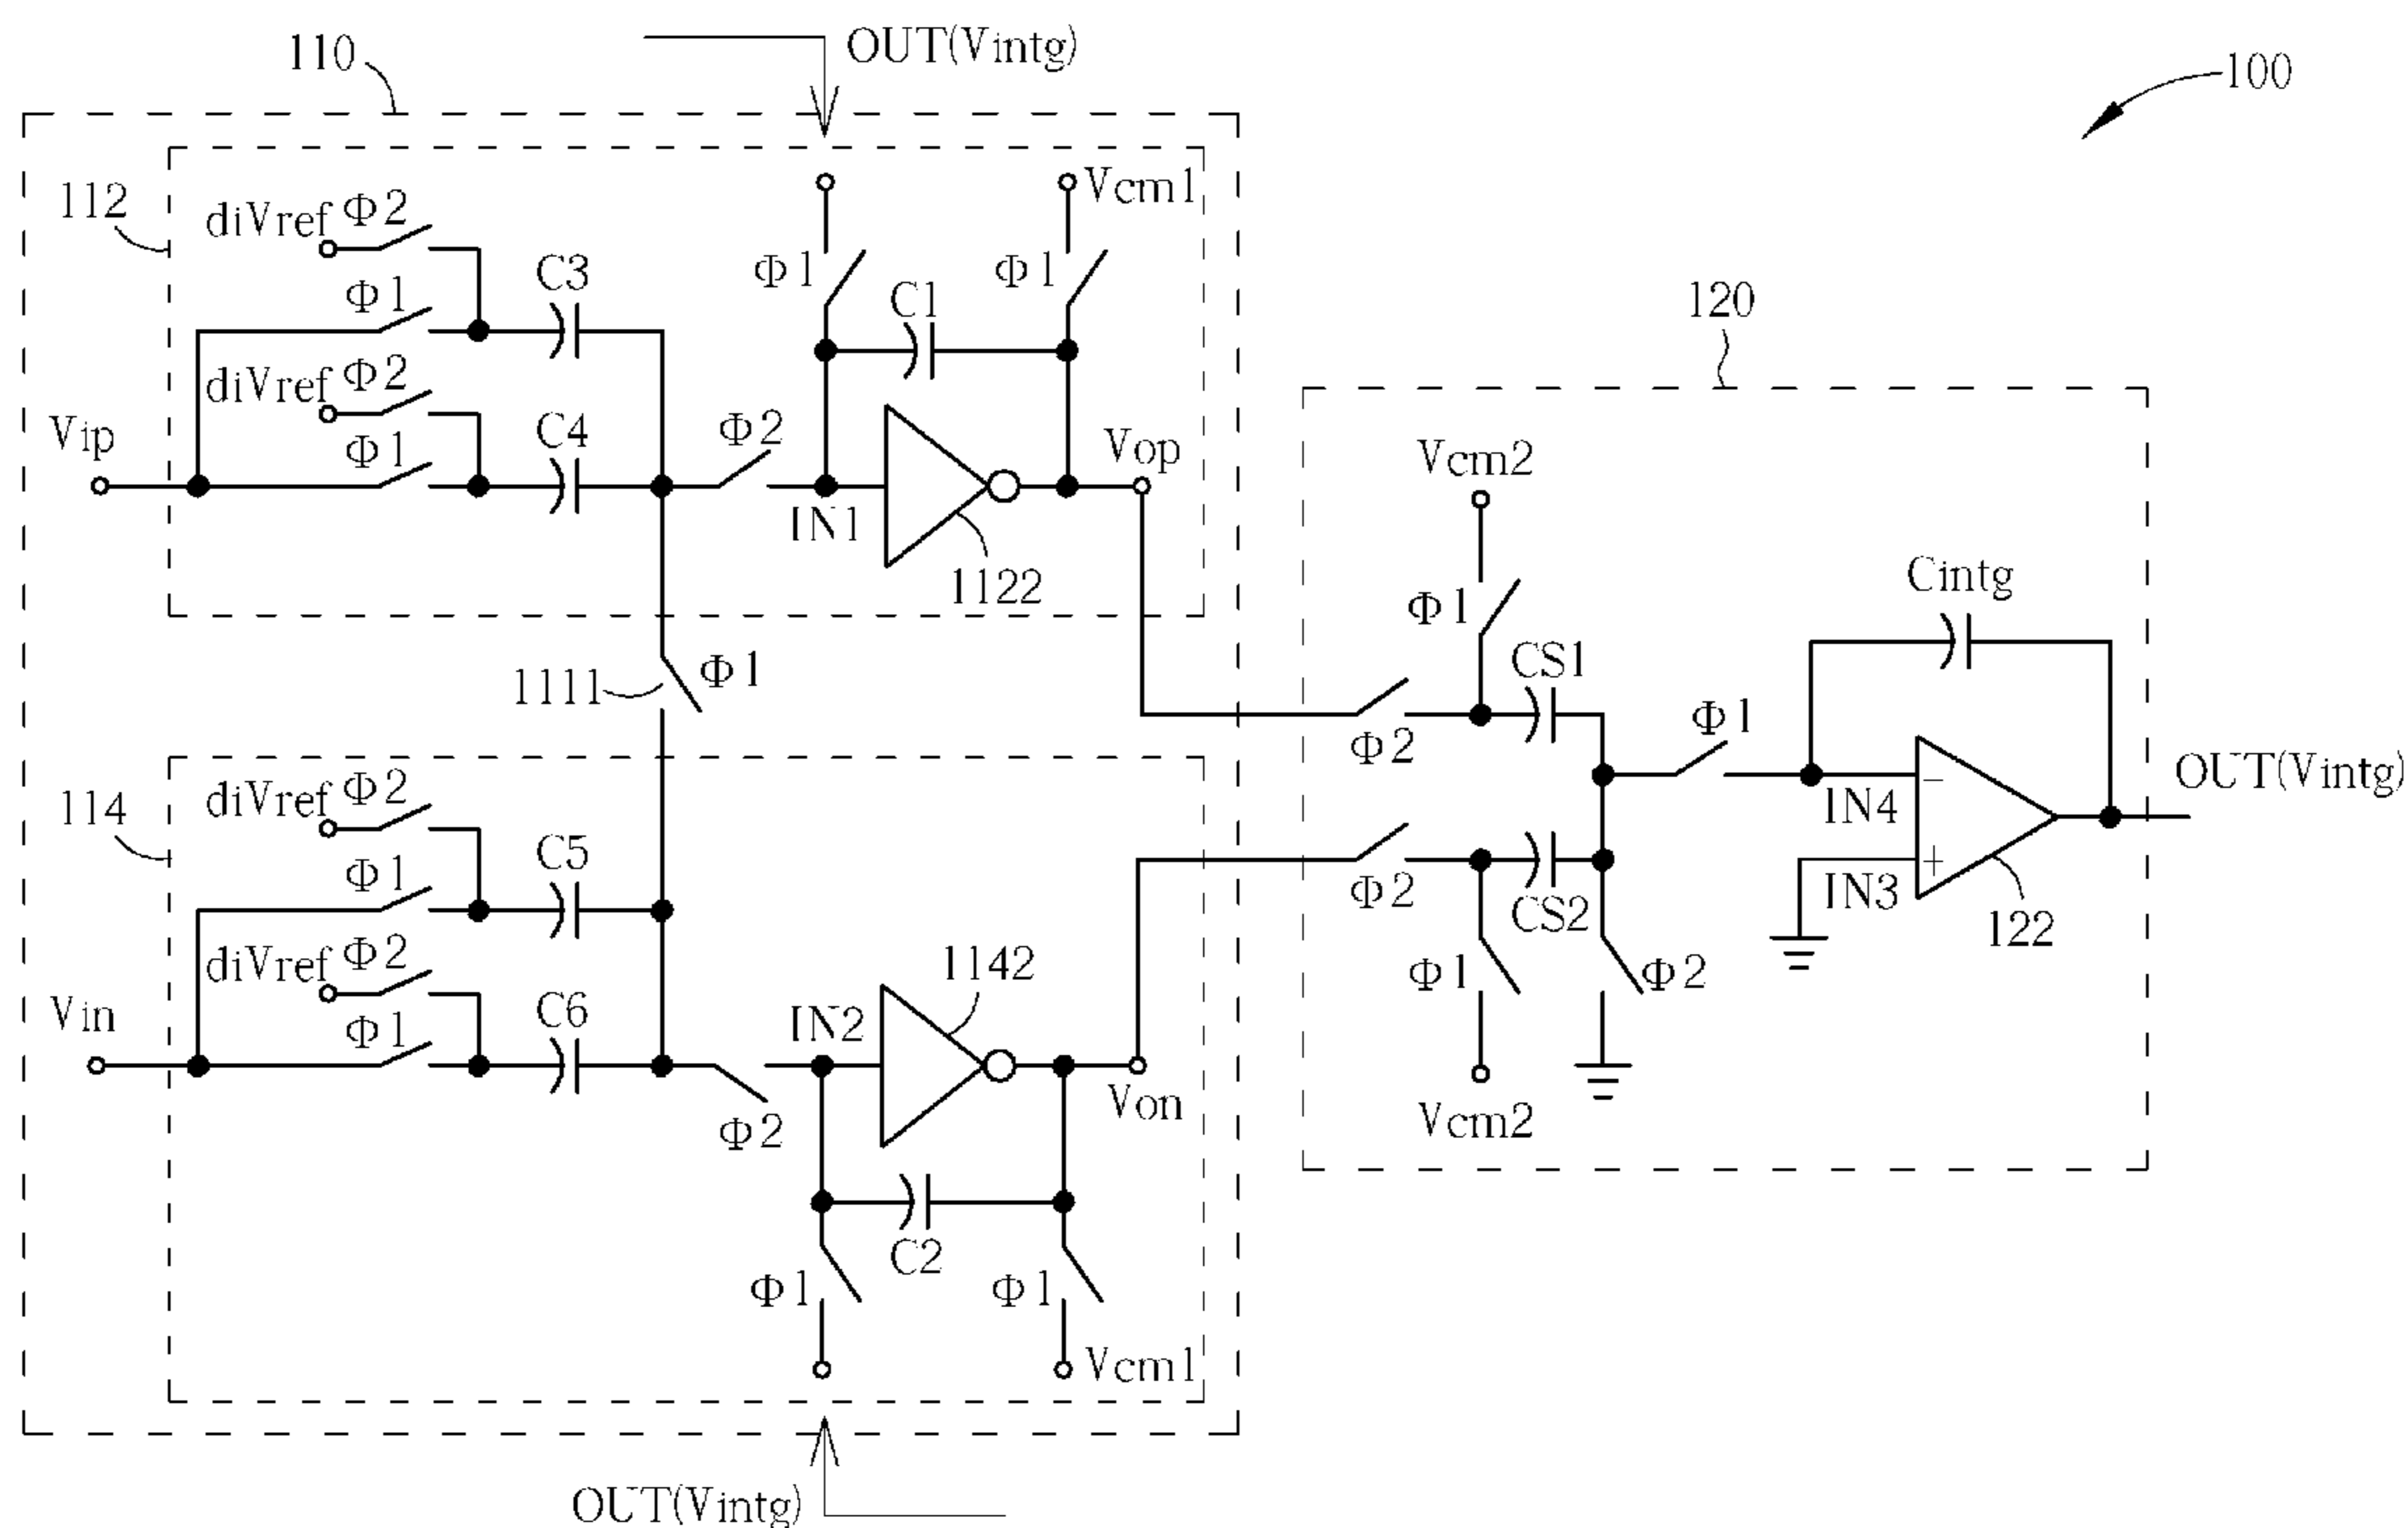 110
OUT(Vintg)
100
112
diVref
Φ2
Φ1
C3
Φ1
C1
Φ1
Vcm1
120
diVref
Φ2
Φ1
C4
Vip
Φ2
IN1
1122
Vop
Vcm2
Φ1
CS1
Φ2
Cintg
Φ1
1111
Φ1
IN4
−
+
IN3
122
OUT(Vintg)
114
diVref
Φ2
Φ1
C5
Φ2
CS2
Φ1
Φ2
Vcm2
diVref
Φ2
Φ1
C6
Vin
Φ2
IN2
1142
Von
C2
Φ1
Φ1
Vcm1
OUT(Vintg)